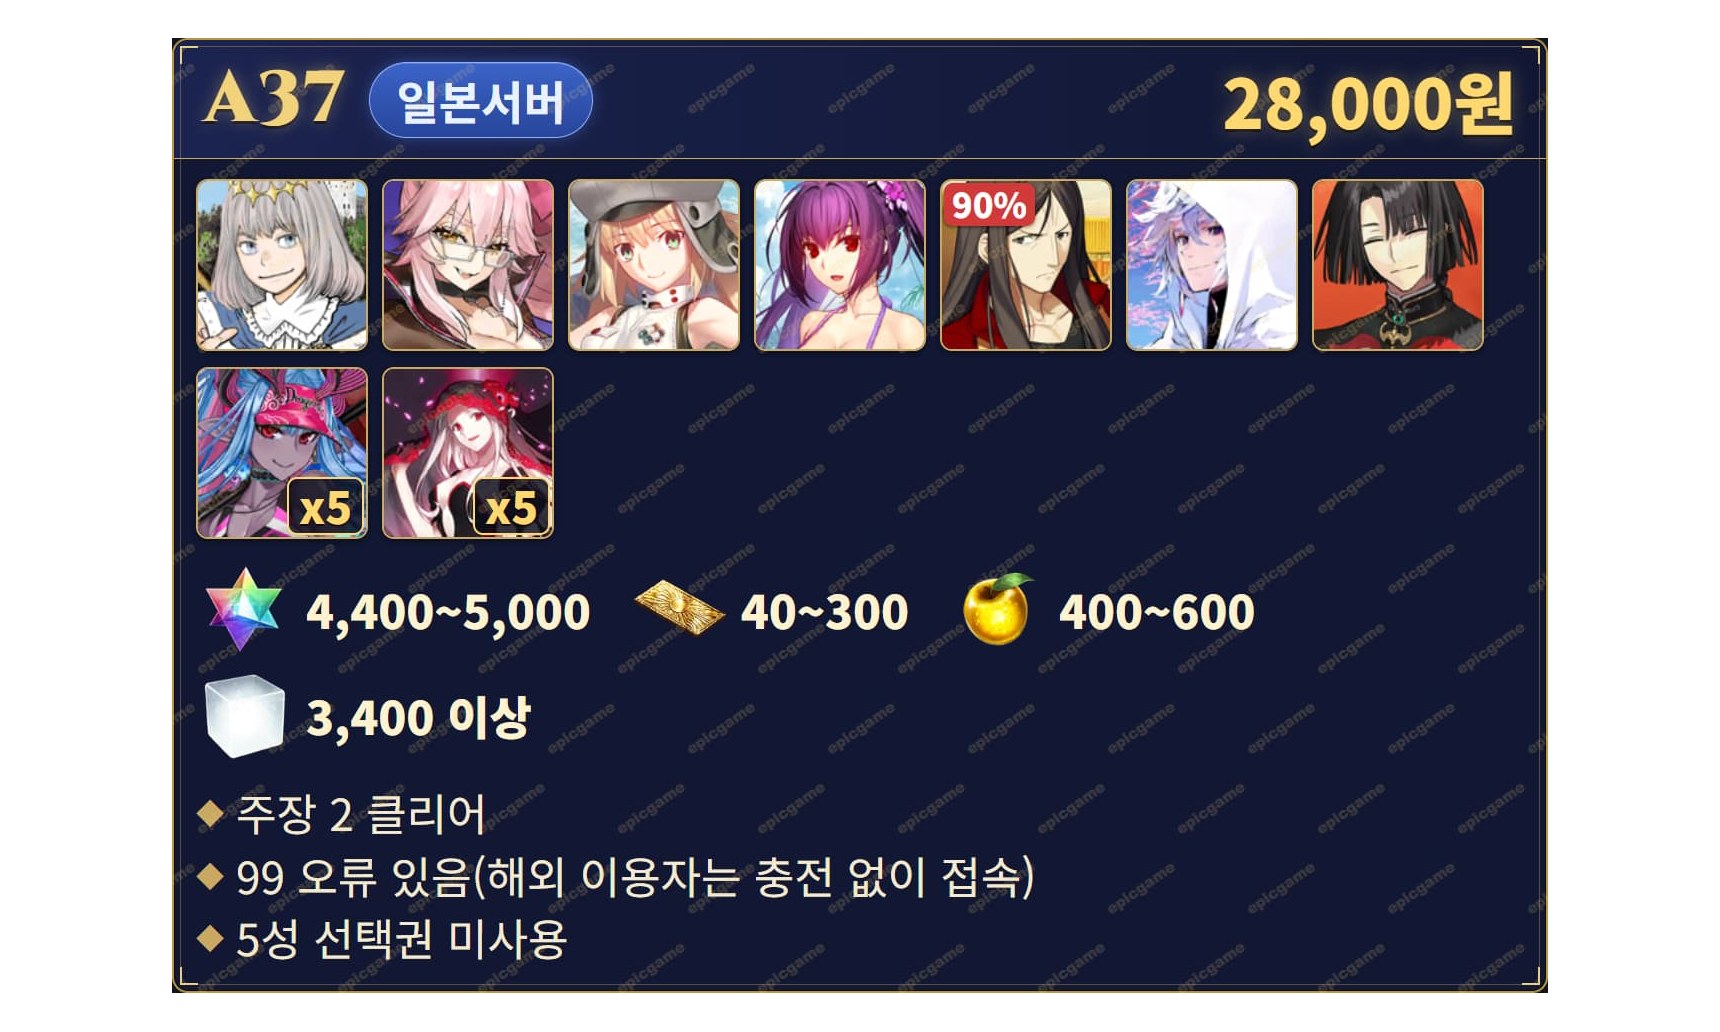 A37 일본서버 28,000원
90%
x5 x5
4,400~5,000 40~300 400~600
3,400 이상
주장 2 클리어
99 오류 있음(해외 이용자는 충전 없이 접속)
5성 선택권 미사용
epicgame